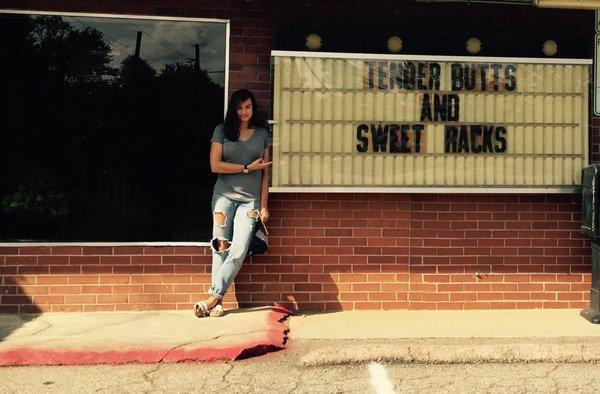 TENDER BUTTS
AND
SWEET RACKS